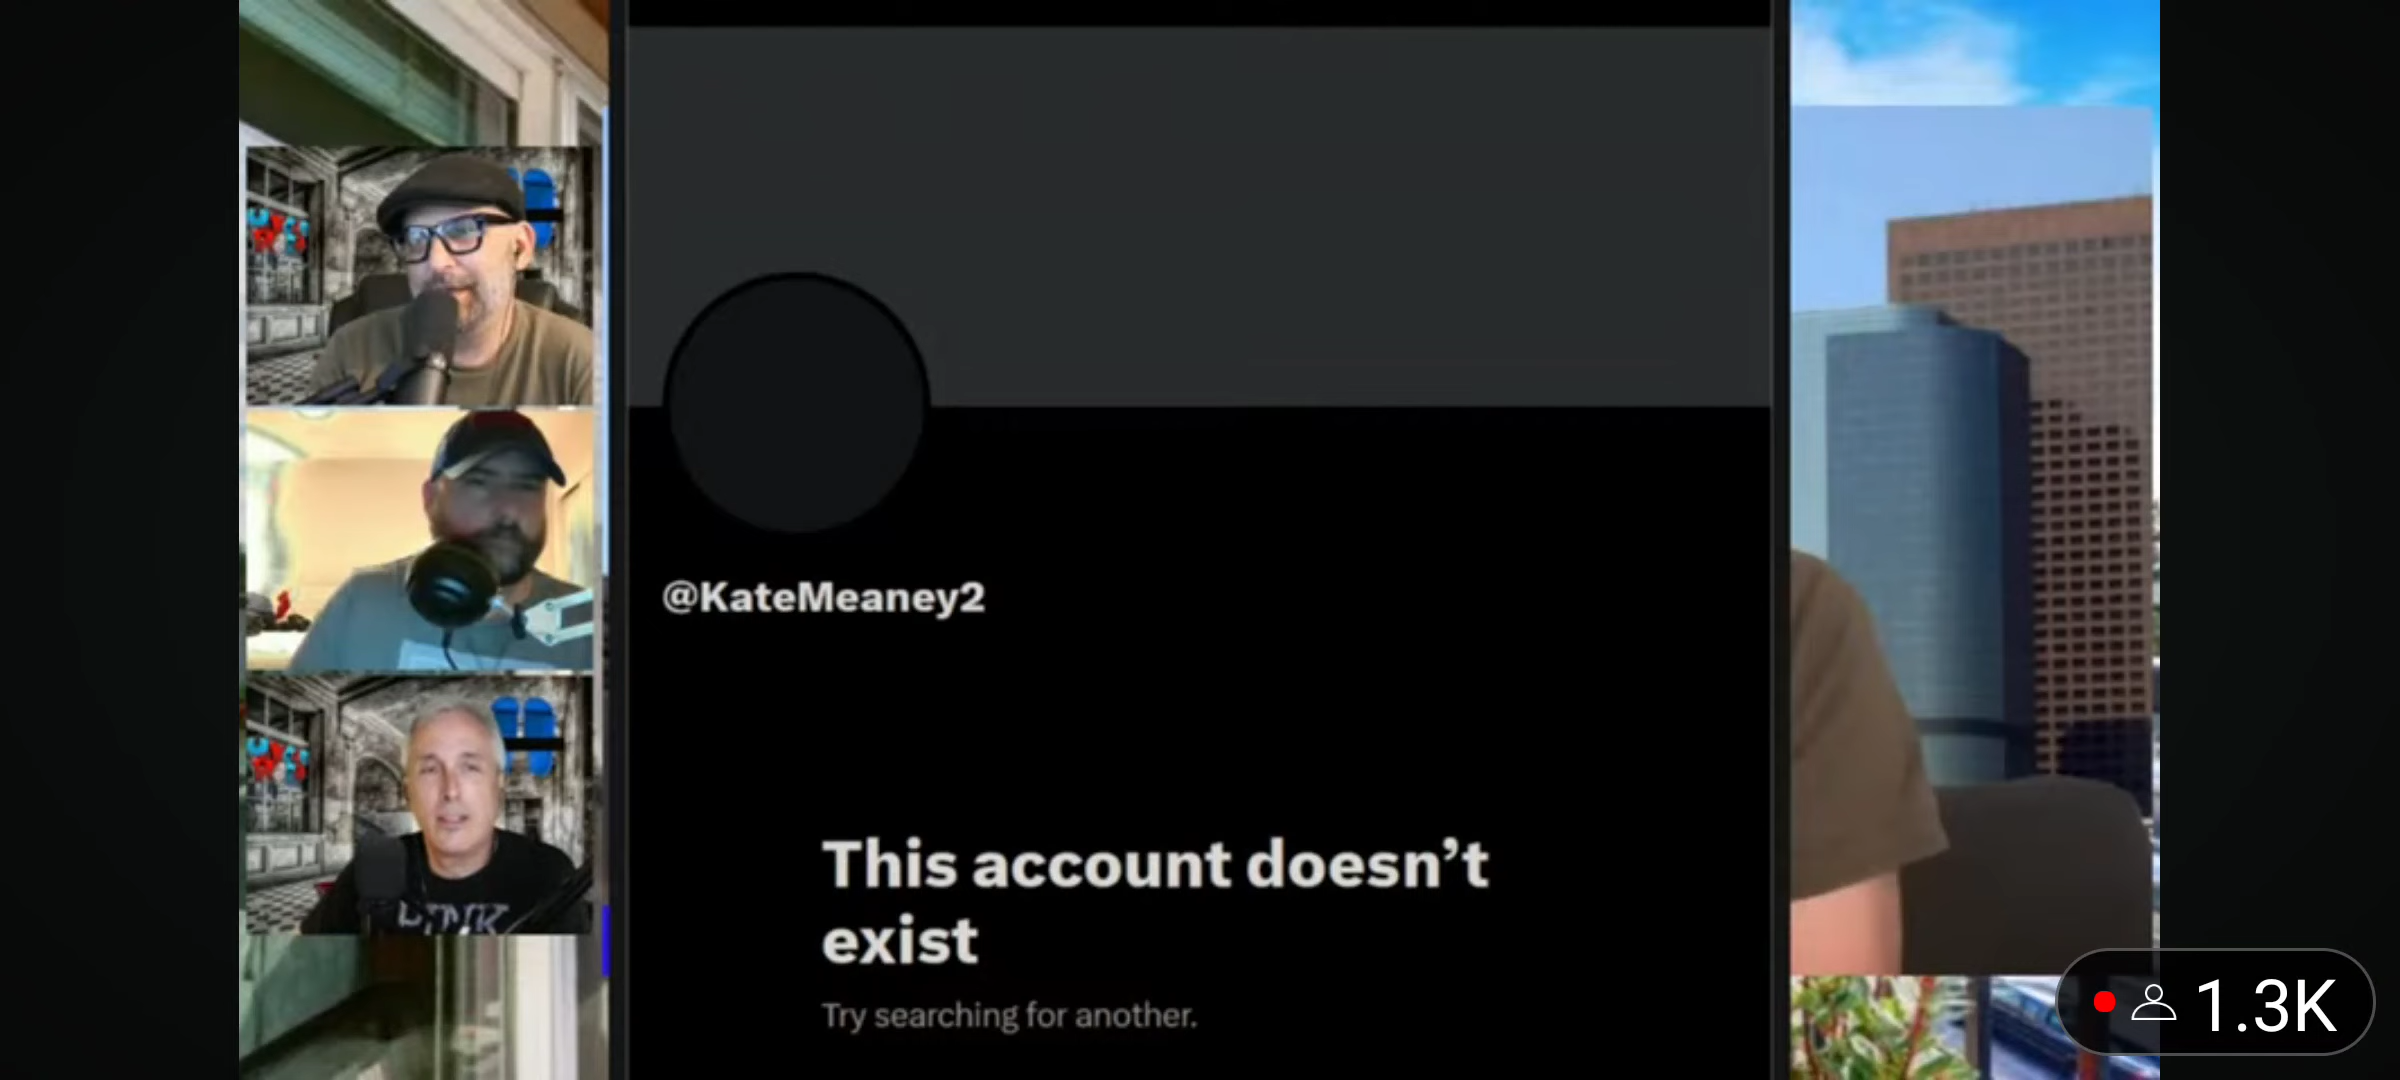 @KateMeaney2
This account doesn't
exist
Try searching for another.
1.3K